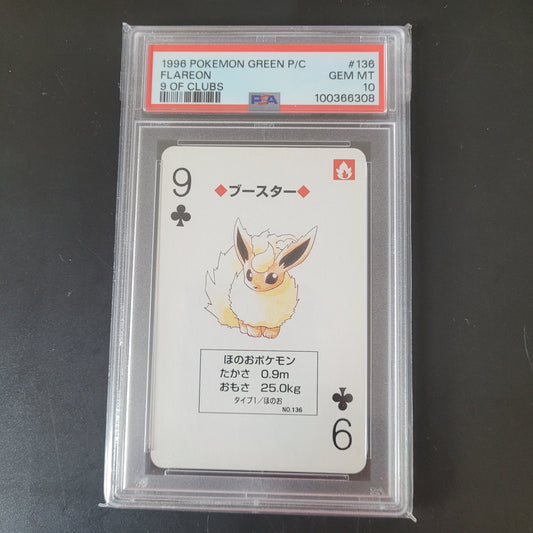 1996 POKEMON GREEN P/C #136
FLAREON GEM MT
9 OF CLUBS 10
PSA 100366308
9
◆ブースター◆
ほのおポケモン
たかさ 0.9m
おもさ 25.0kg
タイプ1/ほのお
NO.136
9